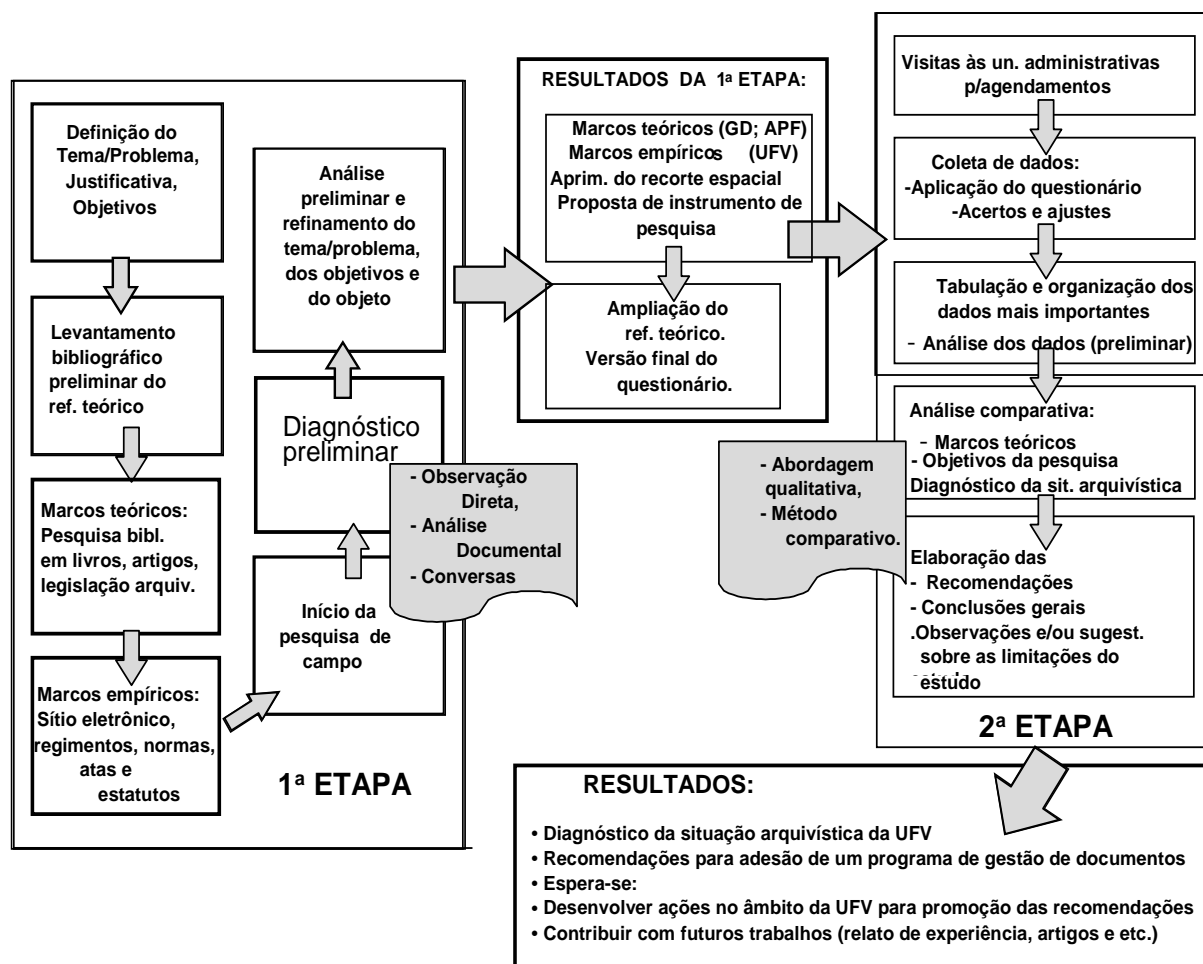 Definição do
Tema/Problema,
Justificativa,
Objetivos
Levantamento
bibliográfico
preliminar do
ref. teórico
Marcos teóricos:
Pesquisa bibl.
em livros, artigos,
legislação arquiv.
Marcos empíricos:
Sítio eletrônico,
regimentos, normas,
atas e
estatutos
Início da
pesquisa de
campo
Diagnóstico
preliminar
- Observação
Direta,
- Análise
Documental
- Conversas
Análise
preliminar e
refinamento do
tema/problema,
dos objetivos e
do objeto
1ª ETAPA
RESULTADOS DA 1ª ETAPA:
Marcos teóricos (GD; APF)
Marcos empíricos (UFV)
Aprim. do recorte espacial
Proposta de instrumento de
pesquisa
Ampliação do
ref. teórico.
Versão final do
questionário.
Visitas às un. administrativas
p/agendamentos
Coleta de dados:
-Aplicação do questionário
-Acertos e ajustes
Tabulação e organização dos
dados mais importantes
- Análise dos dados (preliminar)
Análise comparativa:
- Marcos teóricos
- Objetivos da pesquisa
Diagnóstico da sit. arquivística
- Abordagem
qualitativa,
- Método
comparativo.
Elaboração das
- Recomendações
- Conclusões gerais
.Observações e/ou sugest.
sobre as limitações do
estudo
2ª ETAPA
RESULTADOS:
• Diagnóstico da situação arquivística da UFV
• Recomendações para adesão de um programa de gestão de documentos
• Espera-se:
• Desenvolver ações no âmbito da UFV para promoção das recomendações
• Contribuir com futuros trabalhos (relato de experiência, artigos e etc.)